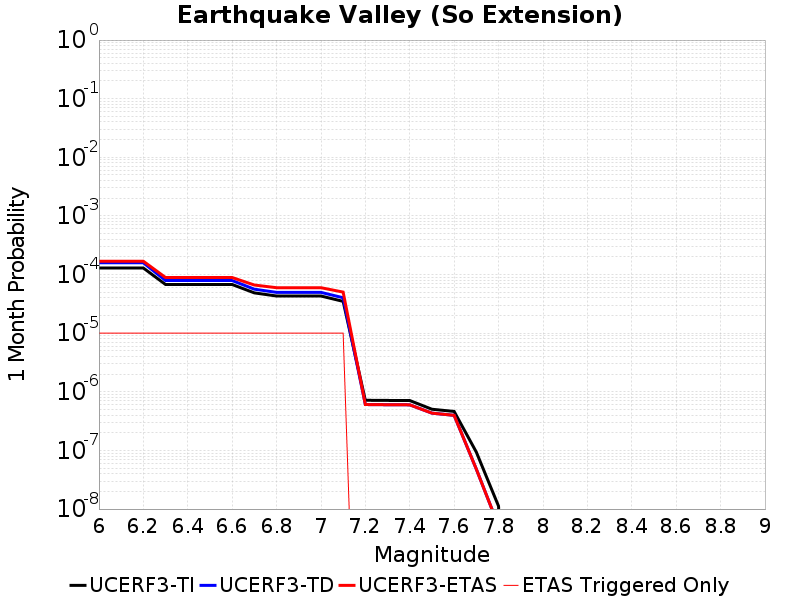 Earthquake Valley (So Extension)
1 Month Probability
10^0
10^-1
10^-2
10^-3
10^-4
10^-5
10^-6
10^-7
10^-8
6 6.2 6.4 6.6 6.8 7 7.2 7.4 7.6 7.8 8 8.2 8.4 8.6 8.8 9
Magnitude
UCERF3-TI UCERF3-TD UCERF3-ETAS ETAS Triggered Only